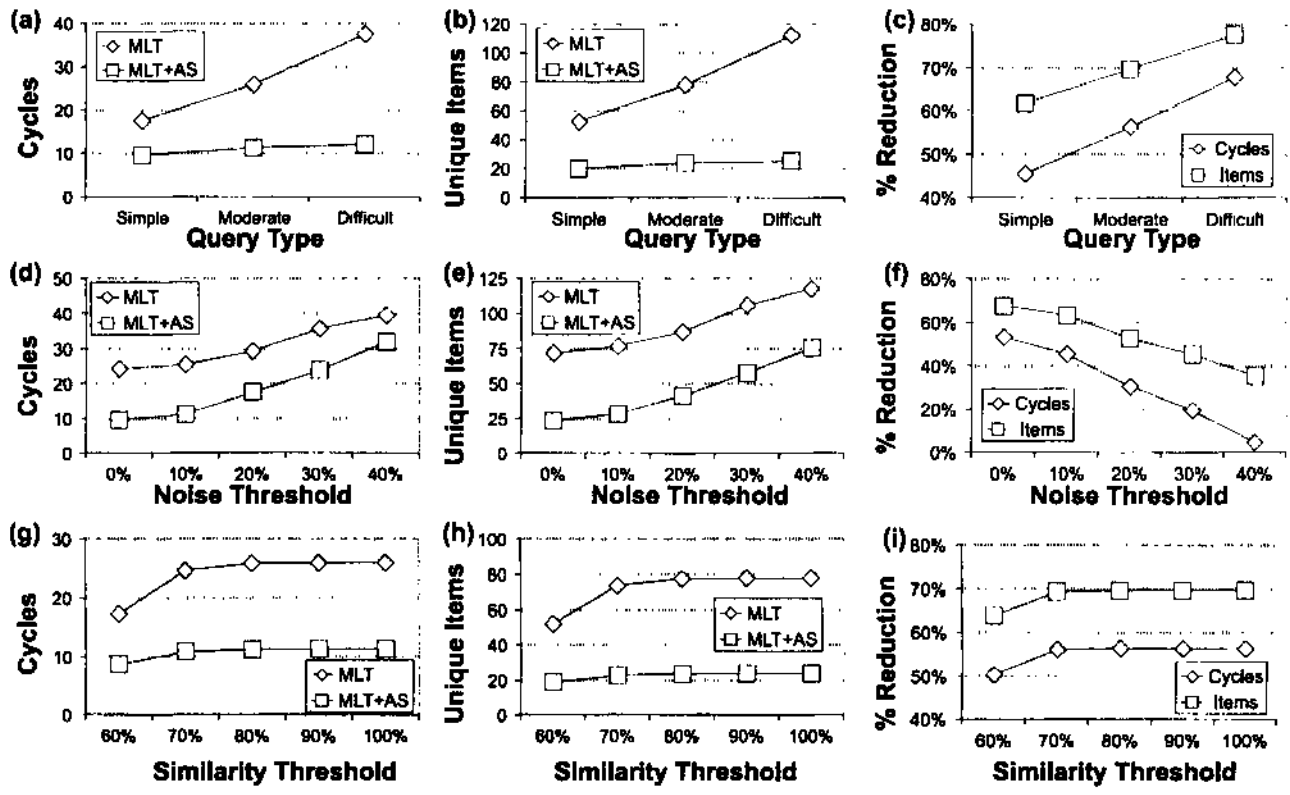 (a)
40
30
20
10
0
Cycles
MLT
MLT+AS
Simple Moderate Difficult
Query Type
(b)
120
100
80
60
40
20
0
Unique Items
MLT
MLT+AS
Simple Moderate Difficult
Query Type
(c)
80%
70%
60%
50%
40%
% Reduction
Cycles
Items
Simple Moderate Difficult
Query Type
(d)
50
40
30
20
10
0
Cycles
MLT
MLT+AS
0% 10% 20% 30% 40%
Noise Threshold
(e)
125
100
75
50
25
0
Unique Items
MLT
MLT+AS
0% 10% 20% 30% 40%
Noise Threshold
(f)
80%
60%
40%
20%
0%
% Reduction
Cycles
Items
0% 10% 20% 30% 40%
Noise Threshold
(g)
30
20
10
0
Cycles
MLT
MLT+AS
60% 70% 80% 90% 100%
Similarity Threshold
(h)
100
80
60
40
20
0
Unique Items
MLT
MLT+AS
60% 70% 80% 90% 100%
Similarity Threshold
(i)
80%
70%
60%
50%
40%
% Reduction
Cycles
Items
60% 70% 80% 90% 100%
Similarity Threshold